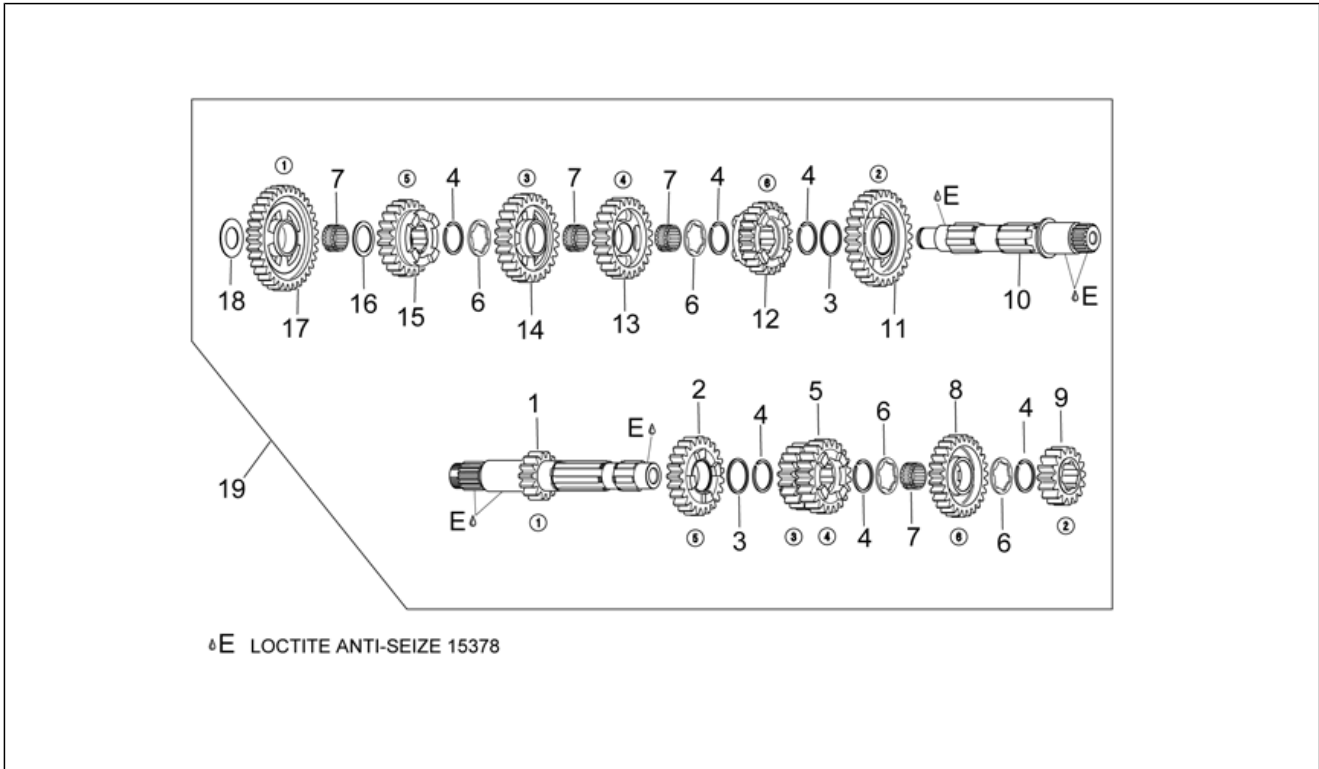 ① 7 ⑤ 4 ③ 7 ④ 7 4 ⑥ 4 ②
E
18 17 16 15 6 14 13 6 12 3 11 10 E
1 E 2 4 5 6 8 4 9
19
E ① ⑤ 3 ③ ④ 4 7 ⑥ 6 ②
E LOCTITE ANTI-SEIZE 15378